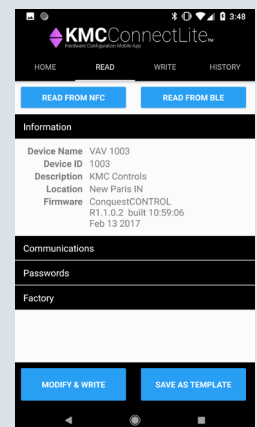 3:48
KMCConnectLite™
Hardware Configuration Mobile App
HOME READ WRITE HISTORY
READ FROM NFC READ FROM BLE
Information
Device Name VAV 1003
Device ID 1003
Description KMC Controls
Location New Paris IN
Firmware ConquestCONTROL
R1.1.0.2 built 10:59:06
Feb 13 2017
Communications
Passwords
Factory
MODIFY & WRITE SAVE AS TEMPLATE